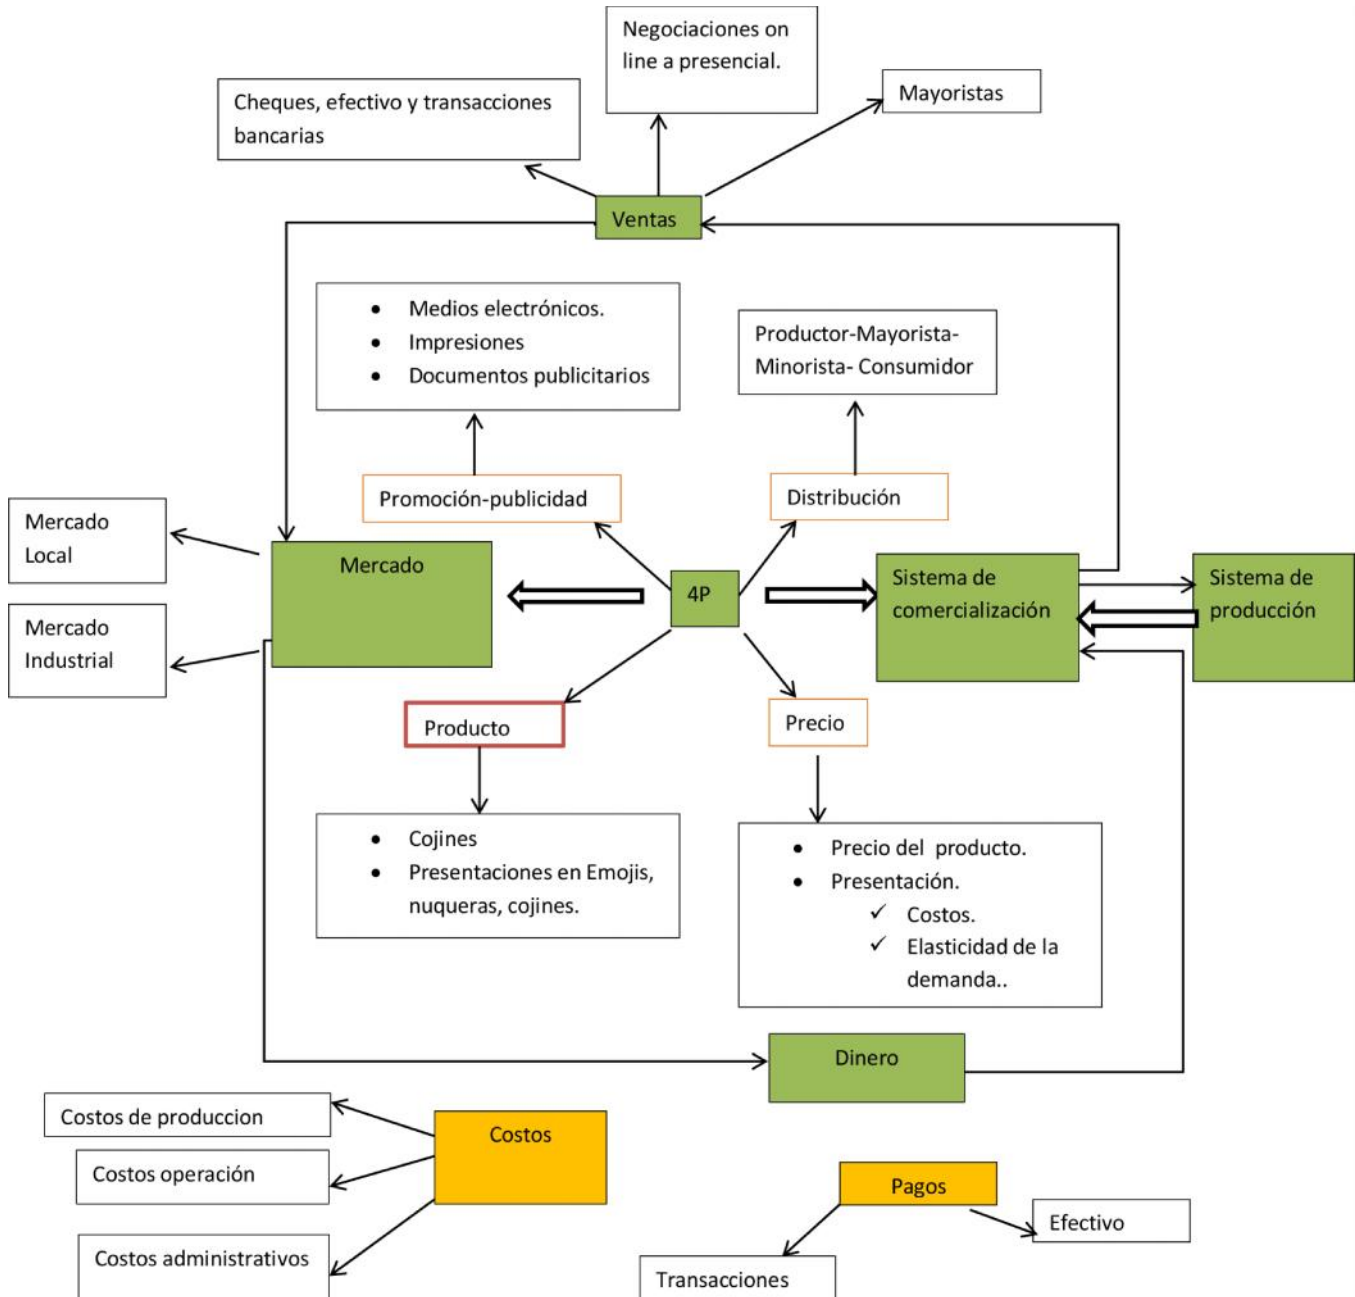 Negociaciones on
line a presencial.
Cheques, efectivo y transacciones
bancarias
Mayoristas
Ventas
• Medios electrónicos.
• Impresiones
• Documentos publicitarios
Productor-Mayorista-
Minorista- Consumidor
Promoción-publicidad
Distribución
Mercado
Local
Mercado
4P
Sistema de
comercialización
Sistema de
producción
Mercado
Industrial
Producto
Precio
• Cojines
• Presentaciones en Emojis,
nuqueras, cojines.
• Precio del producto.
• Presentación.
✓ Costos.
✓ Elasticidad de la
demanda..
Dinero
Costos de produccion
Costos
Costos operación
Costos administrativos
Pagos
Efectivo
Transacciones